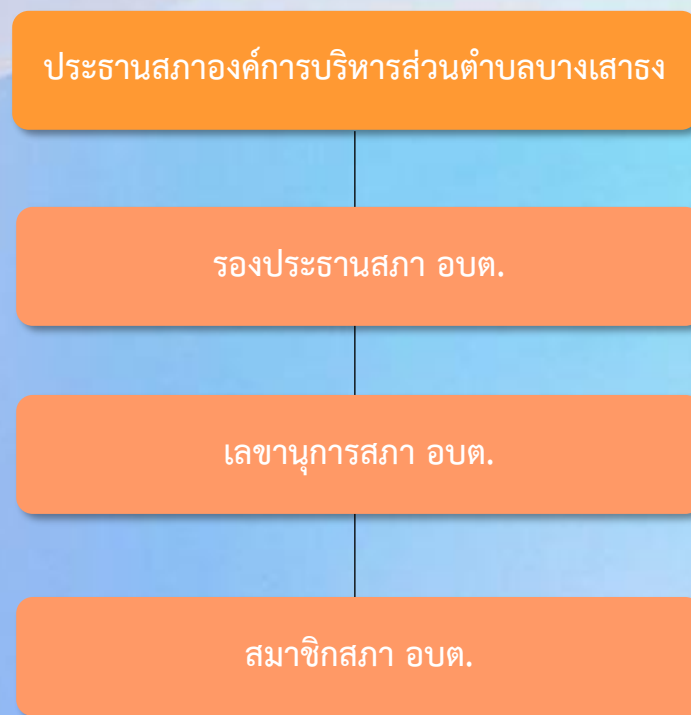 ประธานสภาองค์การบริหารส่วนตำบลบางเสาธง
รองประธานสภา อบต.
เลขานุการสภา อบต.
สมาชิกสภา อบต.